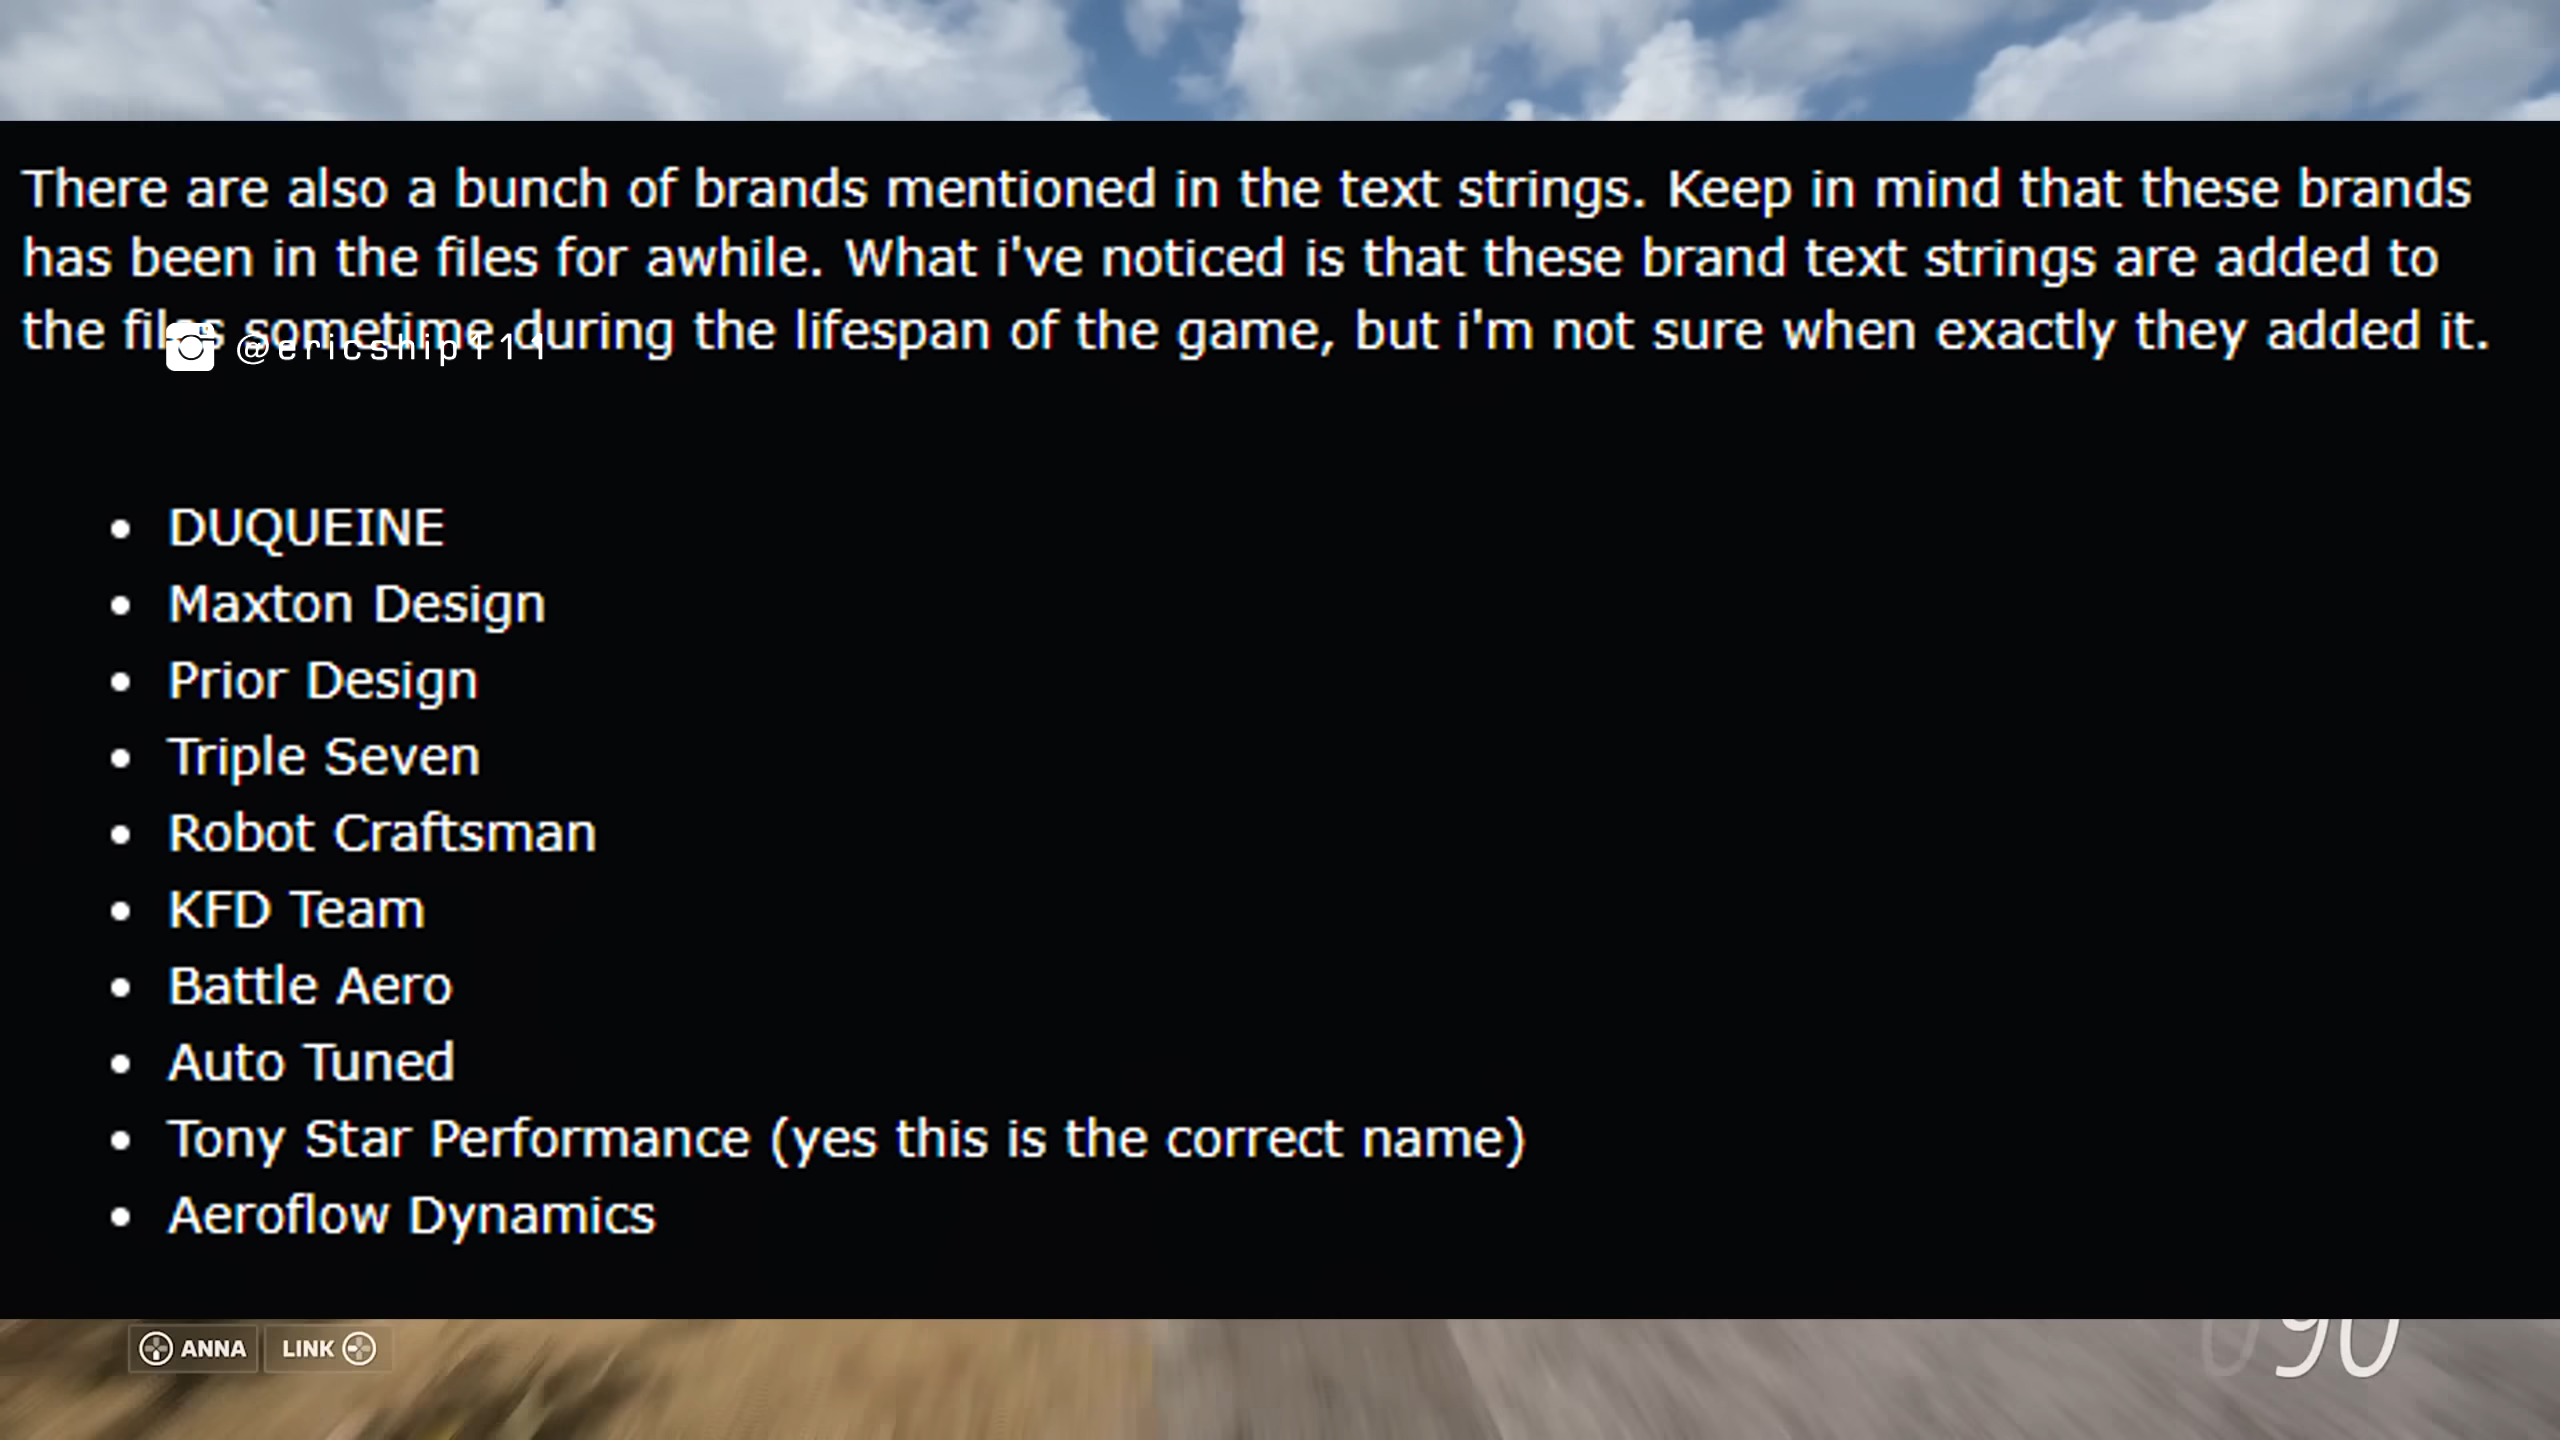 There are also a bunch of brands mentioned in the text strings. Keep in mind that these brands
has been in the files for awhile. What i've noticed is that these brand text strings are added to
the files sometime during the lifespan of the game, but i'm not sure when exactly they added it.
@ericship111
• DUQUEINE
• Maxton Design
• Prior Design
• Triple Seven
• Robot Craftsman
• KFD Team
• Battle Aero
• Auto Tuned
• Tony Star Performance (yes this is the correct name)
• Aeroflow Dynamics
ANNA LINK
090